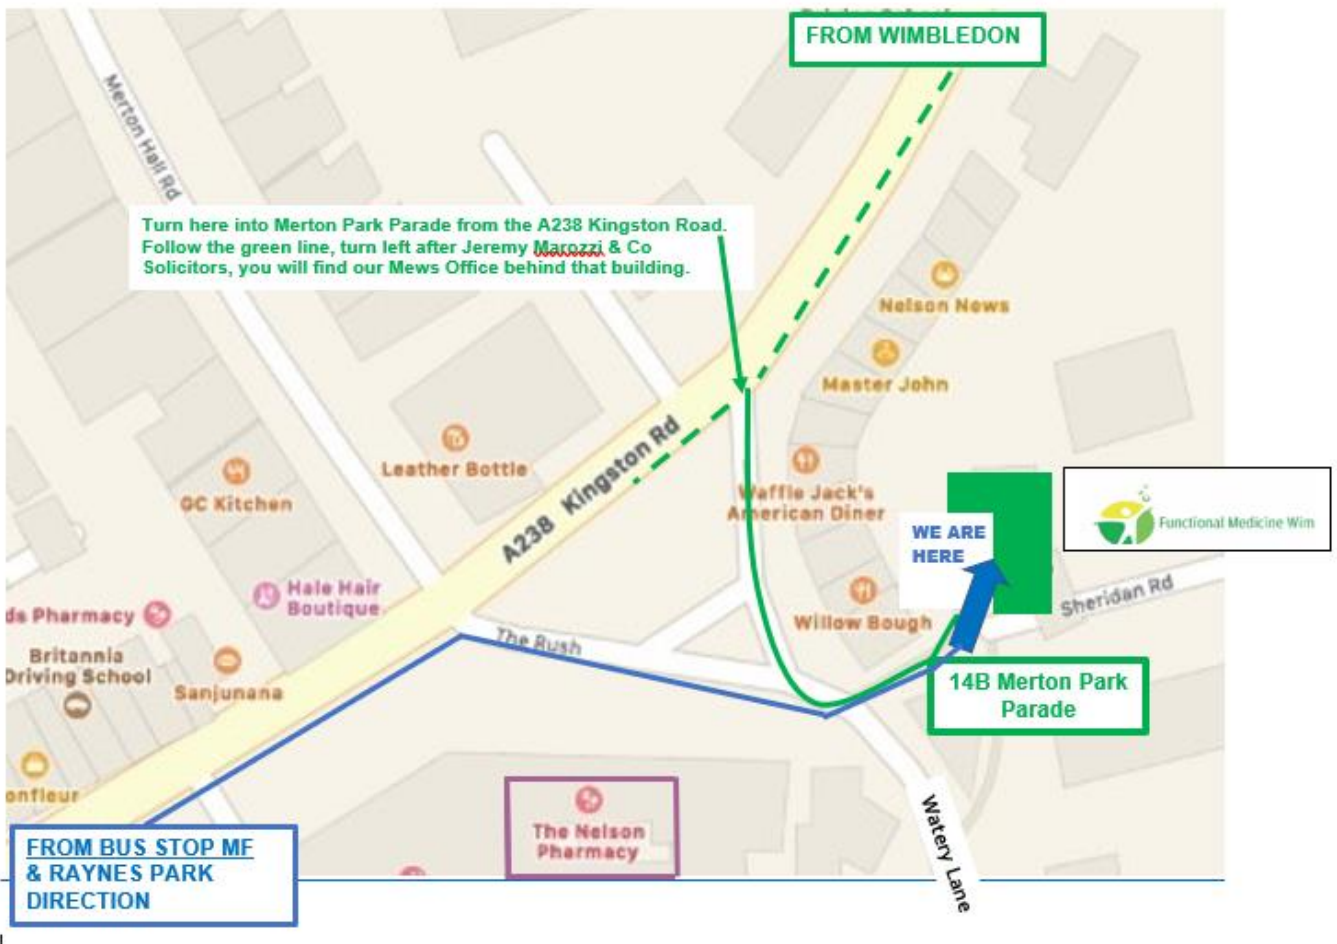 FROM WIMBLEDON
Merton Hall Rd
Turn here into Merton Park Parade from the A238 Kingston Road.
Follow the green line, turn left after Jeremy Marozzi & Co
Solicitors, you will find our Mews Office behind that building.
Nelson News
Master John
Leather Bottle
A238 Kingston Rd
GC Kitchen
Waffle Jack's
American Diner
Functional Medicine Wim
WE ARE
HERE
Hale Hair
Boutique
ds Pharmacy
Sheridan Rd
Willow Bough
The Rush
Britannia
Driving School
Sanjunana
14B Merton Park
Parade
onfleur
The Nelson
Pharmacy
Watery Lane
FROM BUS STOP MF
& RAYNES PARK
DIRECTION